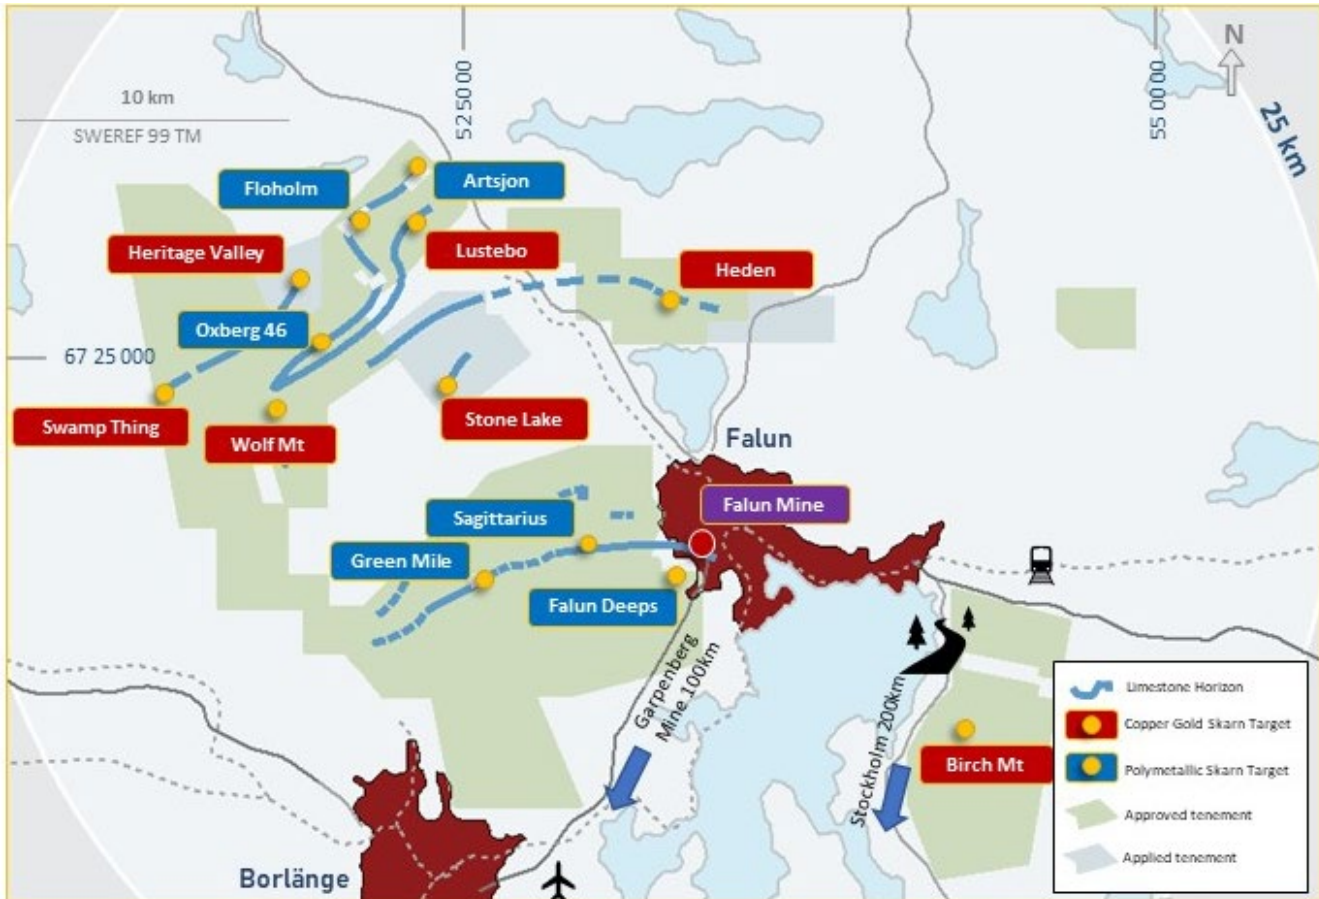 N
10 km
SWEREF 99 TM
52 50 00
55 00 00
25 km
Floholm
Artsjon
Heritage Valley
Lustebo
Heden
Oxberg 46
67 25 000
Swamp Thing
Wolf Mt
Stone Lake
Falun
Falun Mine
Sagittarius
Green Mile
Falun Deeps
Garpenberg
Mine 100km
Stockholm 200km
Birch Mt
Borlänge
Limestone Horizon
Copper Gold Skarn Target
Polymetallic Skarn Target
Approved tenement
Applied tenement